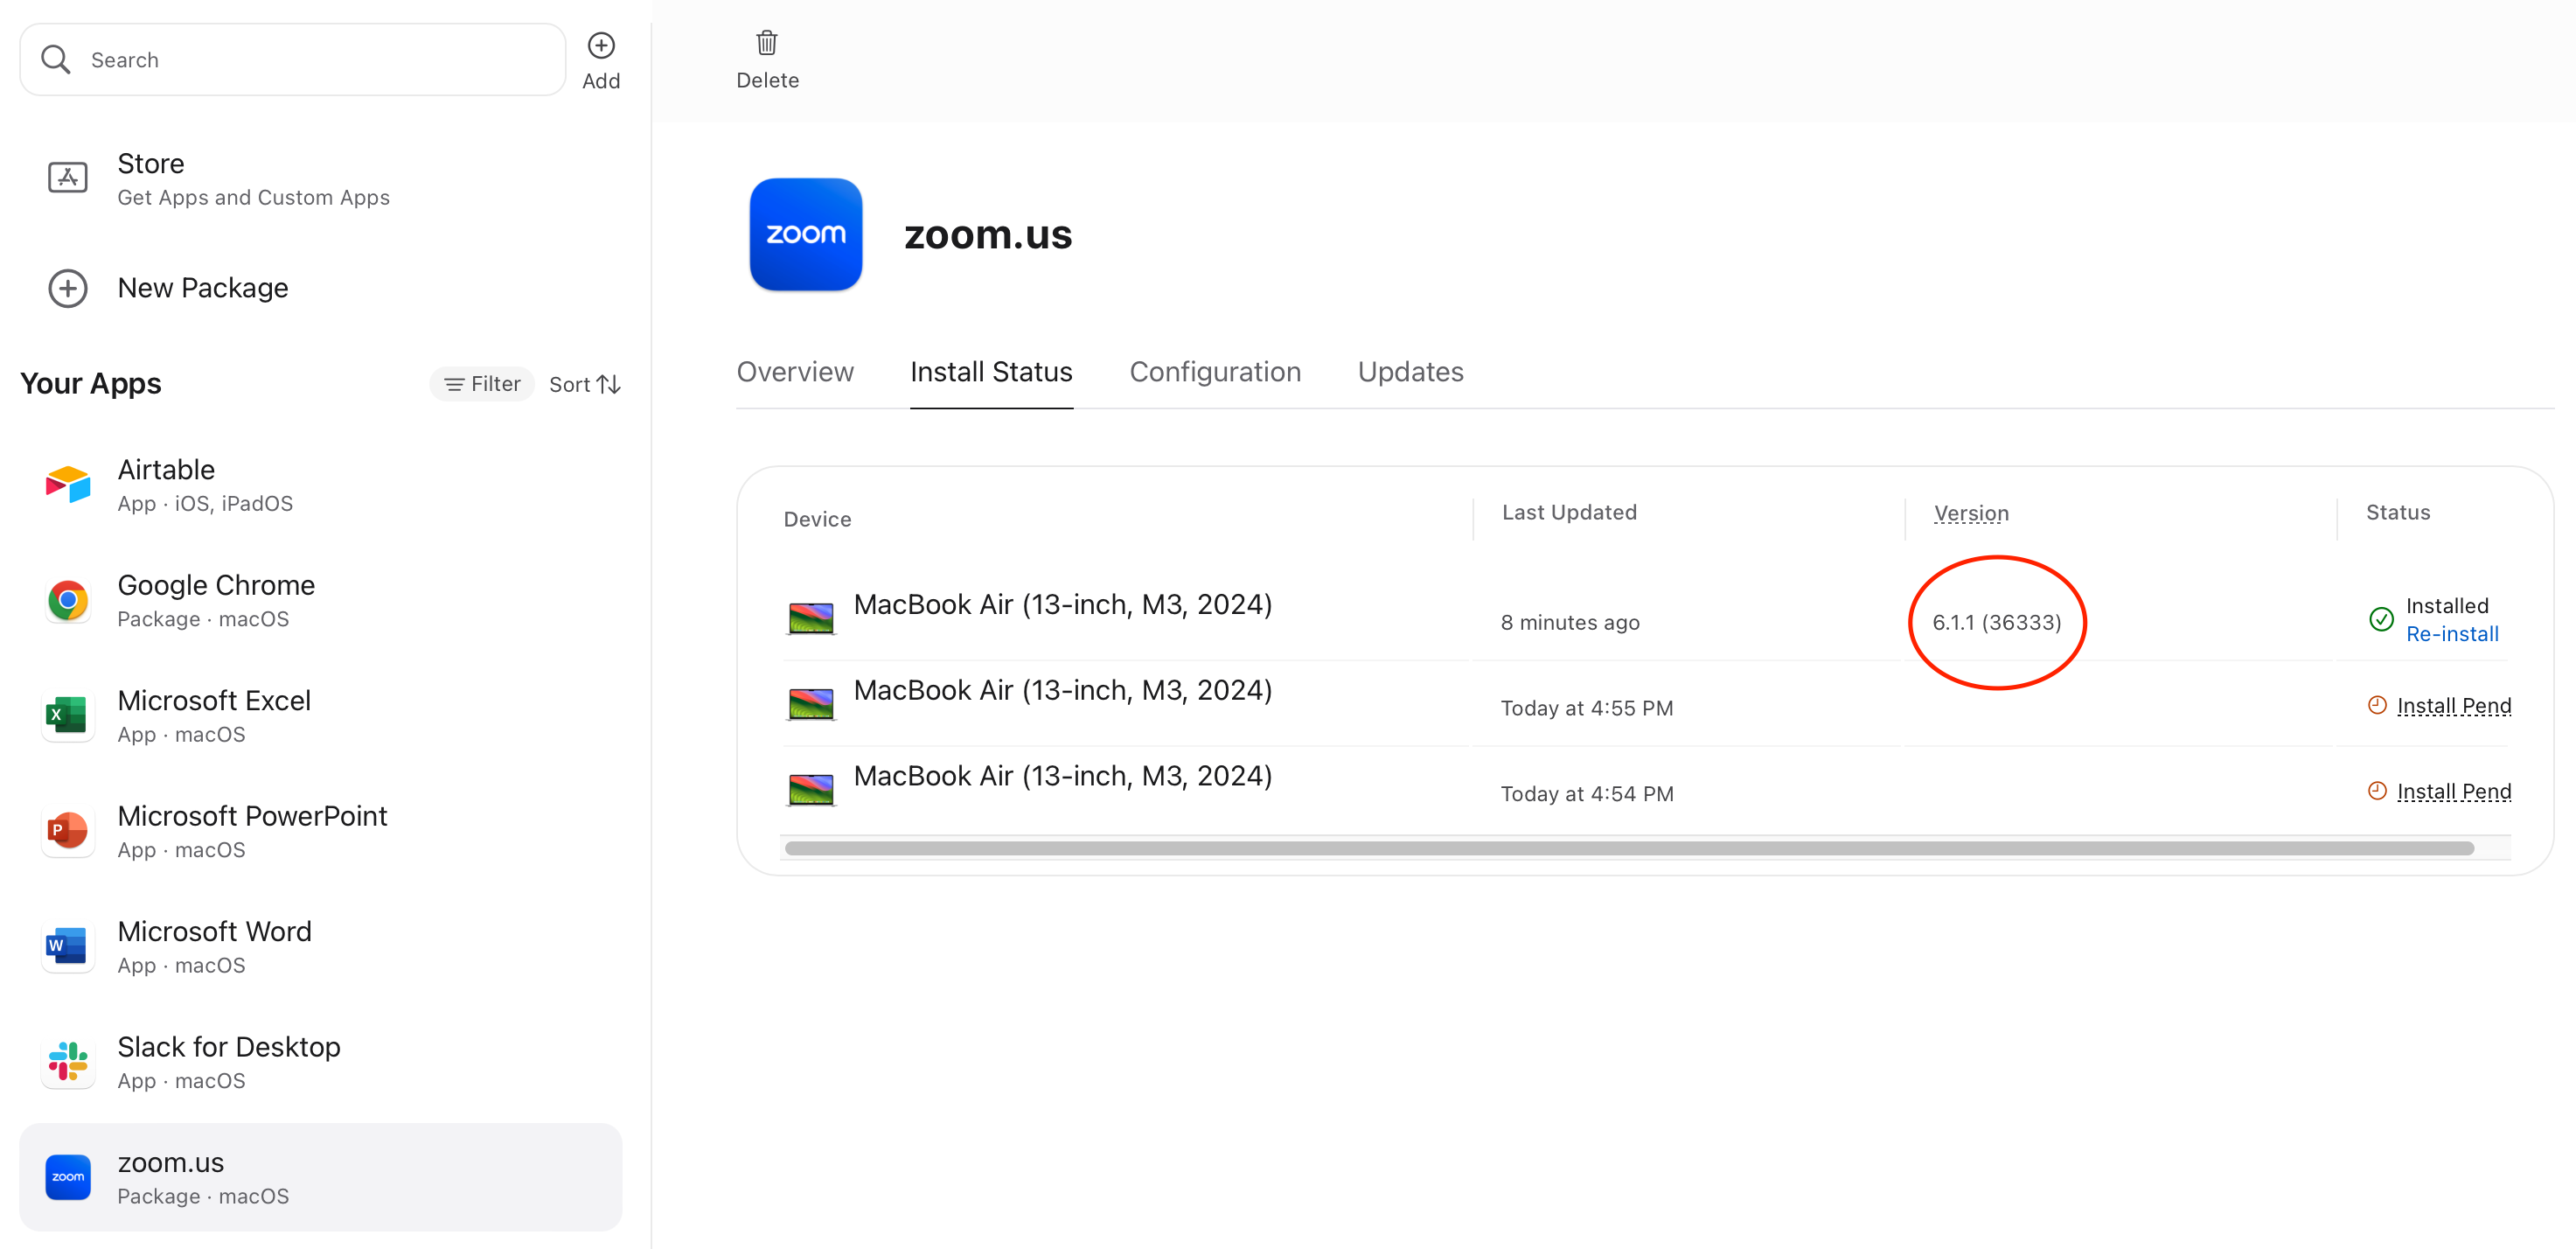 Search
Add
Store
Get Apps and Custom Apps
New Package
Your Apps
Filter
Sort
Airtable
App · iOS, iPadOS
Google Chrome
Package · macOS
Microsoft Excel
App · macOS
Microsoft PowerPoint
App · macOS
Microsoft Word
App · macOS
Slack for Desktop
App · macOS
zoom
zoom.us
Package · macOS
Delete
zoom
zoom.us
Overview Install Status Configuration Updates
Device Last Updated Version Status
MacBook Air (13-inch, M3, 2024) 8 minutes ago 6.1.1 (36333) Installed
Re-install
MacBook Air (13-inch, M3, 2024) Today at 4:55 PM Install Pend
MacBook Air (13-inch, M3, 2024) Today at 4:54 PM Install Pend